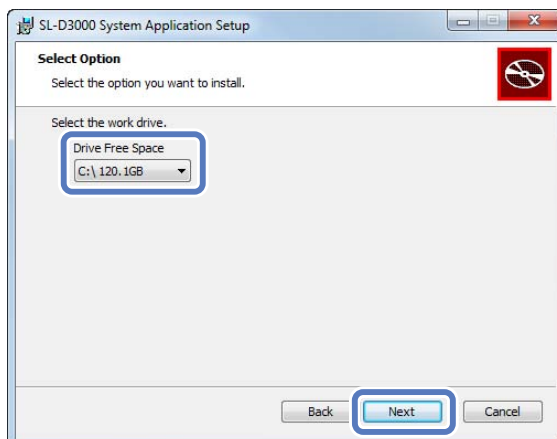 SL-D3000 System Application Setup
Select Option
Select the option you want to install.
Select the work drive.
Drive Free Space
C:\ 120.1GB
Back Next Cancel